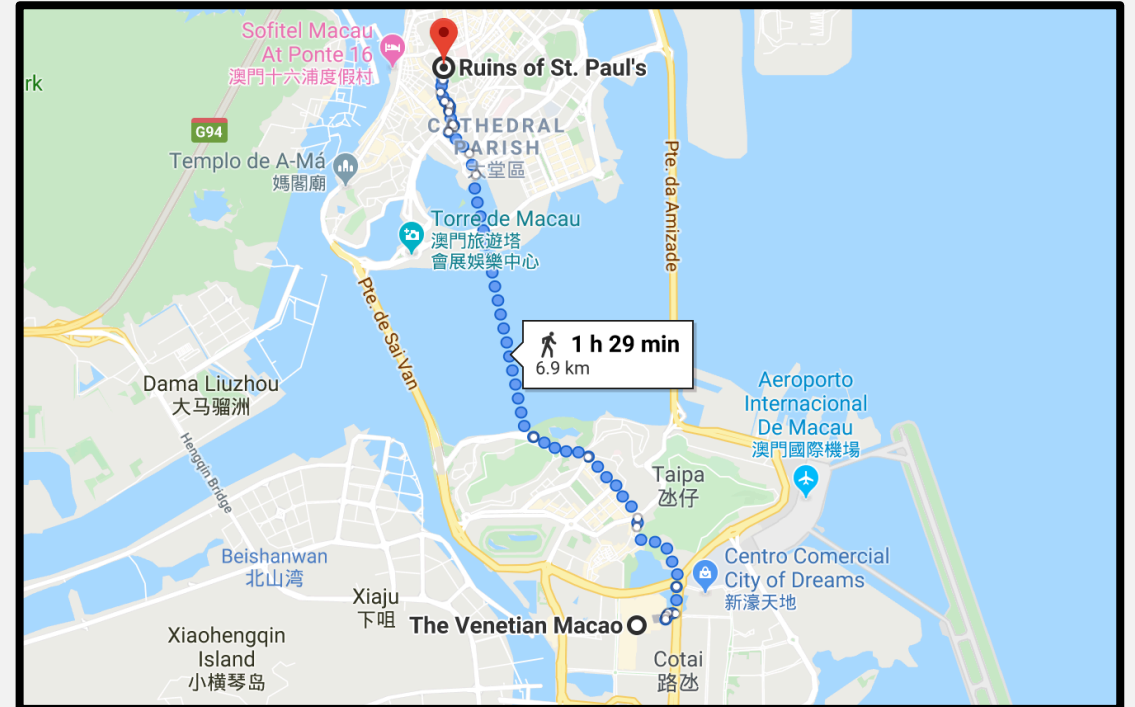 Sofitel Macau
At Ponte 16
澳門十六浦度假村
Ruins of St. Paul's
rk
G94
CATHEDRAL
PARISH
大堂區
Templo de A-Má
媽閣廟
Pte. da Amizade
Torre de Macau
澳門旅遊塔
會展娛樂中心
Pte. de Sai Van
1 h 29 min
6.9 km
Dama Liuzhou
大马骝洲
Aeroporto
Internacional
De Macau
澳門國際機場
Hengqin Bridge
Taipa
氹仔
Beishanwan
北山湾
Centro Comercial
City of Dreams
新濠天地
Xiaju
下咀
The Venetian Macao
Xiaohengqin
Island
小横琴岛
Cotai
路氹